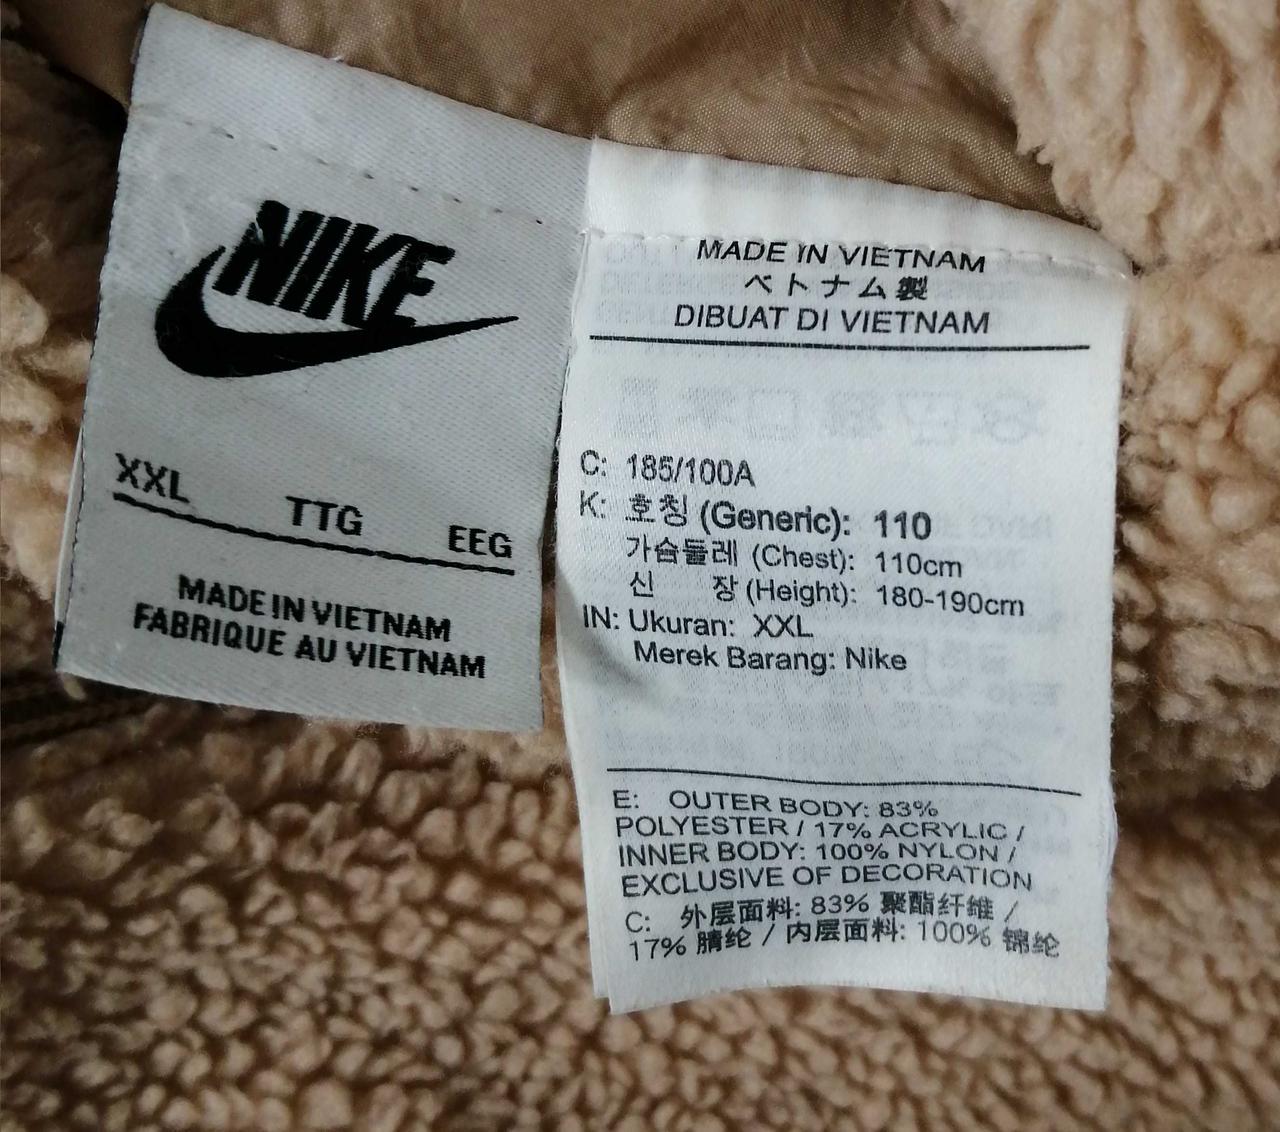 NIKE
XXL TTG EEG
MADE IN VIETNAM
FABRIQUE AU VIETNAM
MADE IN VIETNAM
ベトナム製
DIBUAT DI VIETNAM
C: 185/100A
K: 호칭 (Generic): 110
가슴둘레 (Chest): 110cm
신 장 (Height): 180-190cm
IN: Ukuran: XXL
Merek Barang: Nike
E: OUTER BODY: 83%
POLYESTER / 17% ACRYLIC /
INNER BODY: 100% NYLON /
EXCLUSIVE OF DECORATION
C: 外层面料: 83% 聚酯纤维 /
17% 腈纶 / 内层面料: 100% 锦纶